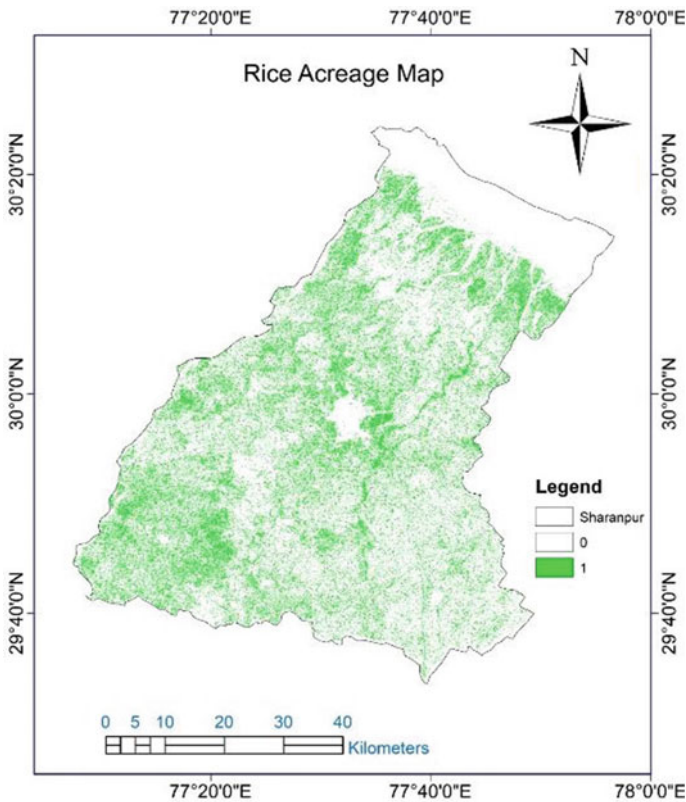 77°20'0"E 77°40'0"E 78°0'0"E
Rice Acreage Map
N
30°20'0"N 30°20'0"N
30°0'0"N 30°0'0"N
Legend
Sharanpur
0
1
29°40'0"N 29°40'0"N
0 5 10 20 30 40
Kilometers
77°20'0"E 77°40'0"E 78°0'0"E